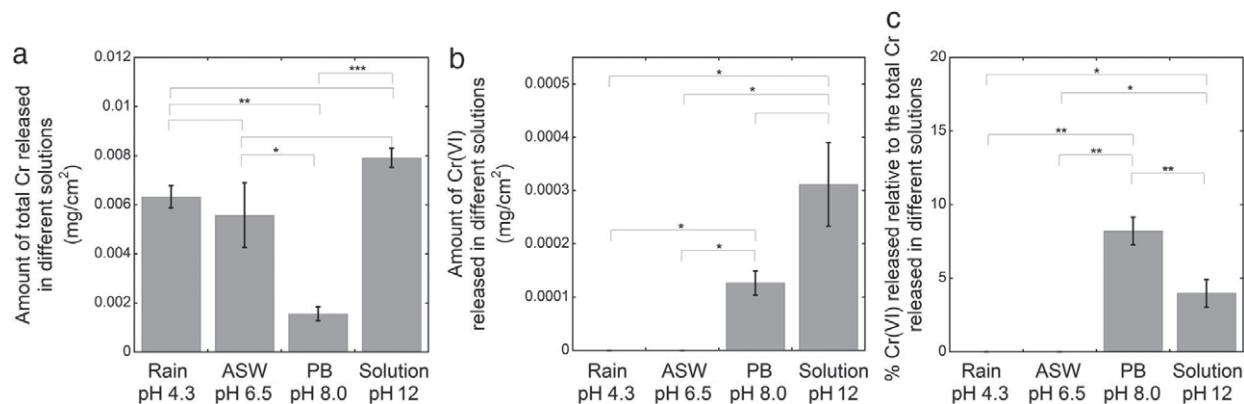 a
Amount of total Cr released
in different solutions
(mg/cm²)
0.012
0.01
0.008
0.006
0.004
0.002
0
***
**
*
Rain
pH 4.3
ASW
pH 6.5
PB
pH 8.0
Solution
pH 12
b
Amount of Cr(VI)
released in different solutions
(mg/cm²)
0.0005
0.0004
0.0003
0.0002
0.0001
0
*
*
*
*
Rain
pH 4.3
ASW
pH 6.5
PB
pH 8.0
Solution
pH 12
c
% Cr(VI) released relative to the total Cr
released in different solutions
20
15
10
5
0
*
*
**
**
**
Rain
pH 4.3
ASW
pH 6.5
PB
pH 8.0
Solution
pH 12